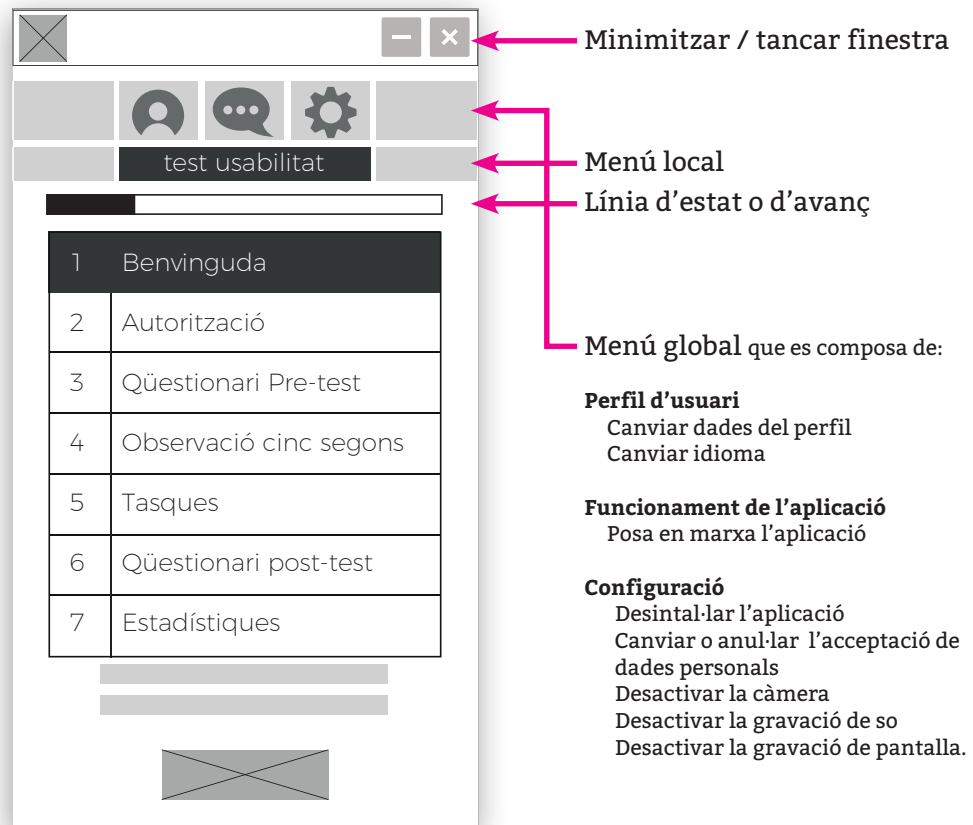 Minimitzar / tancar finestra
test usabilitat
Menú local
Línia d'estat o d'avanç
1 Benvinguda
2 Autorització
3 Qüestionari Pre-test
4 Observació cinc segons
5 Tasques
6 Qüestionari post-test
7 Estadístiques
Menú global que es composa de:
Perfil d’usuari
Canviar dades del perfil
Canviar idioma
Funcionament de l’aplicació
Posa en marxa l’aplicació
Configuració
Desintal·lar l’aplicació
Canviar o anul·lar l’acceptació de
dades personals
Desactivar la càmera
Desactivar la gravació de so
Desactivar la gravació de pantalla.